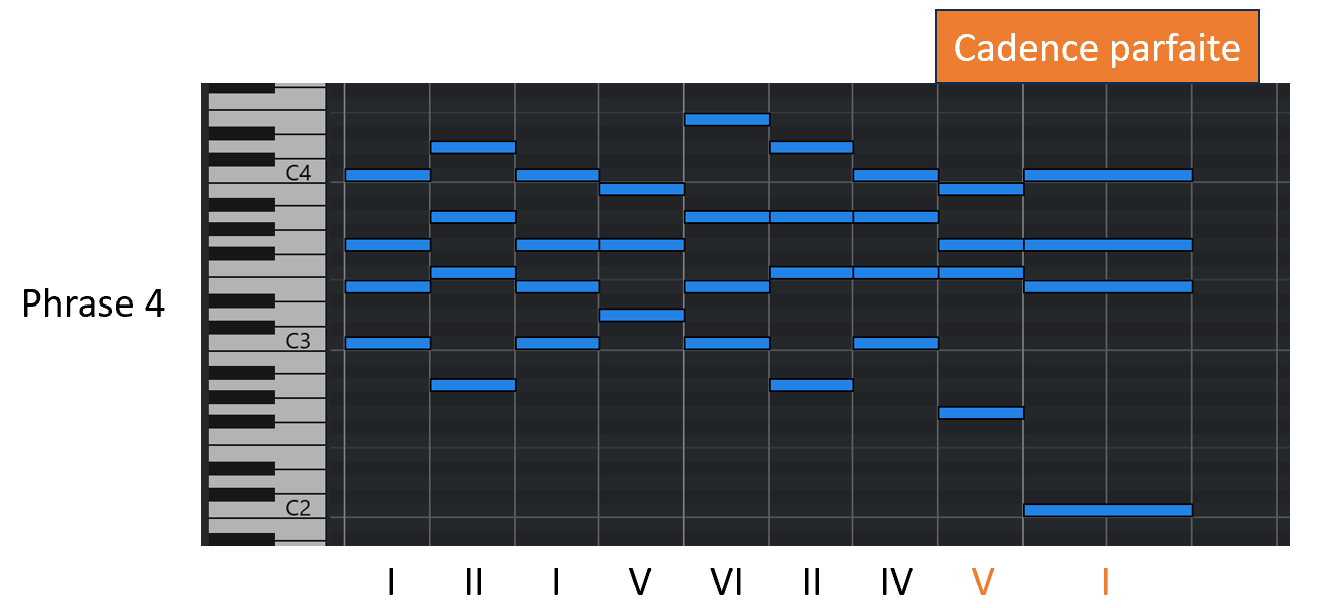 Cadence parfaite
C4
Phrase 4
C3
C2
I II I V VI II IV V I